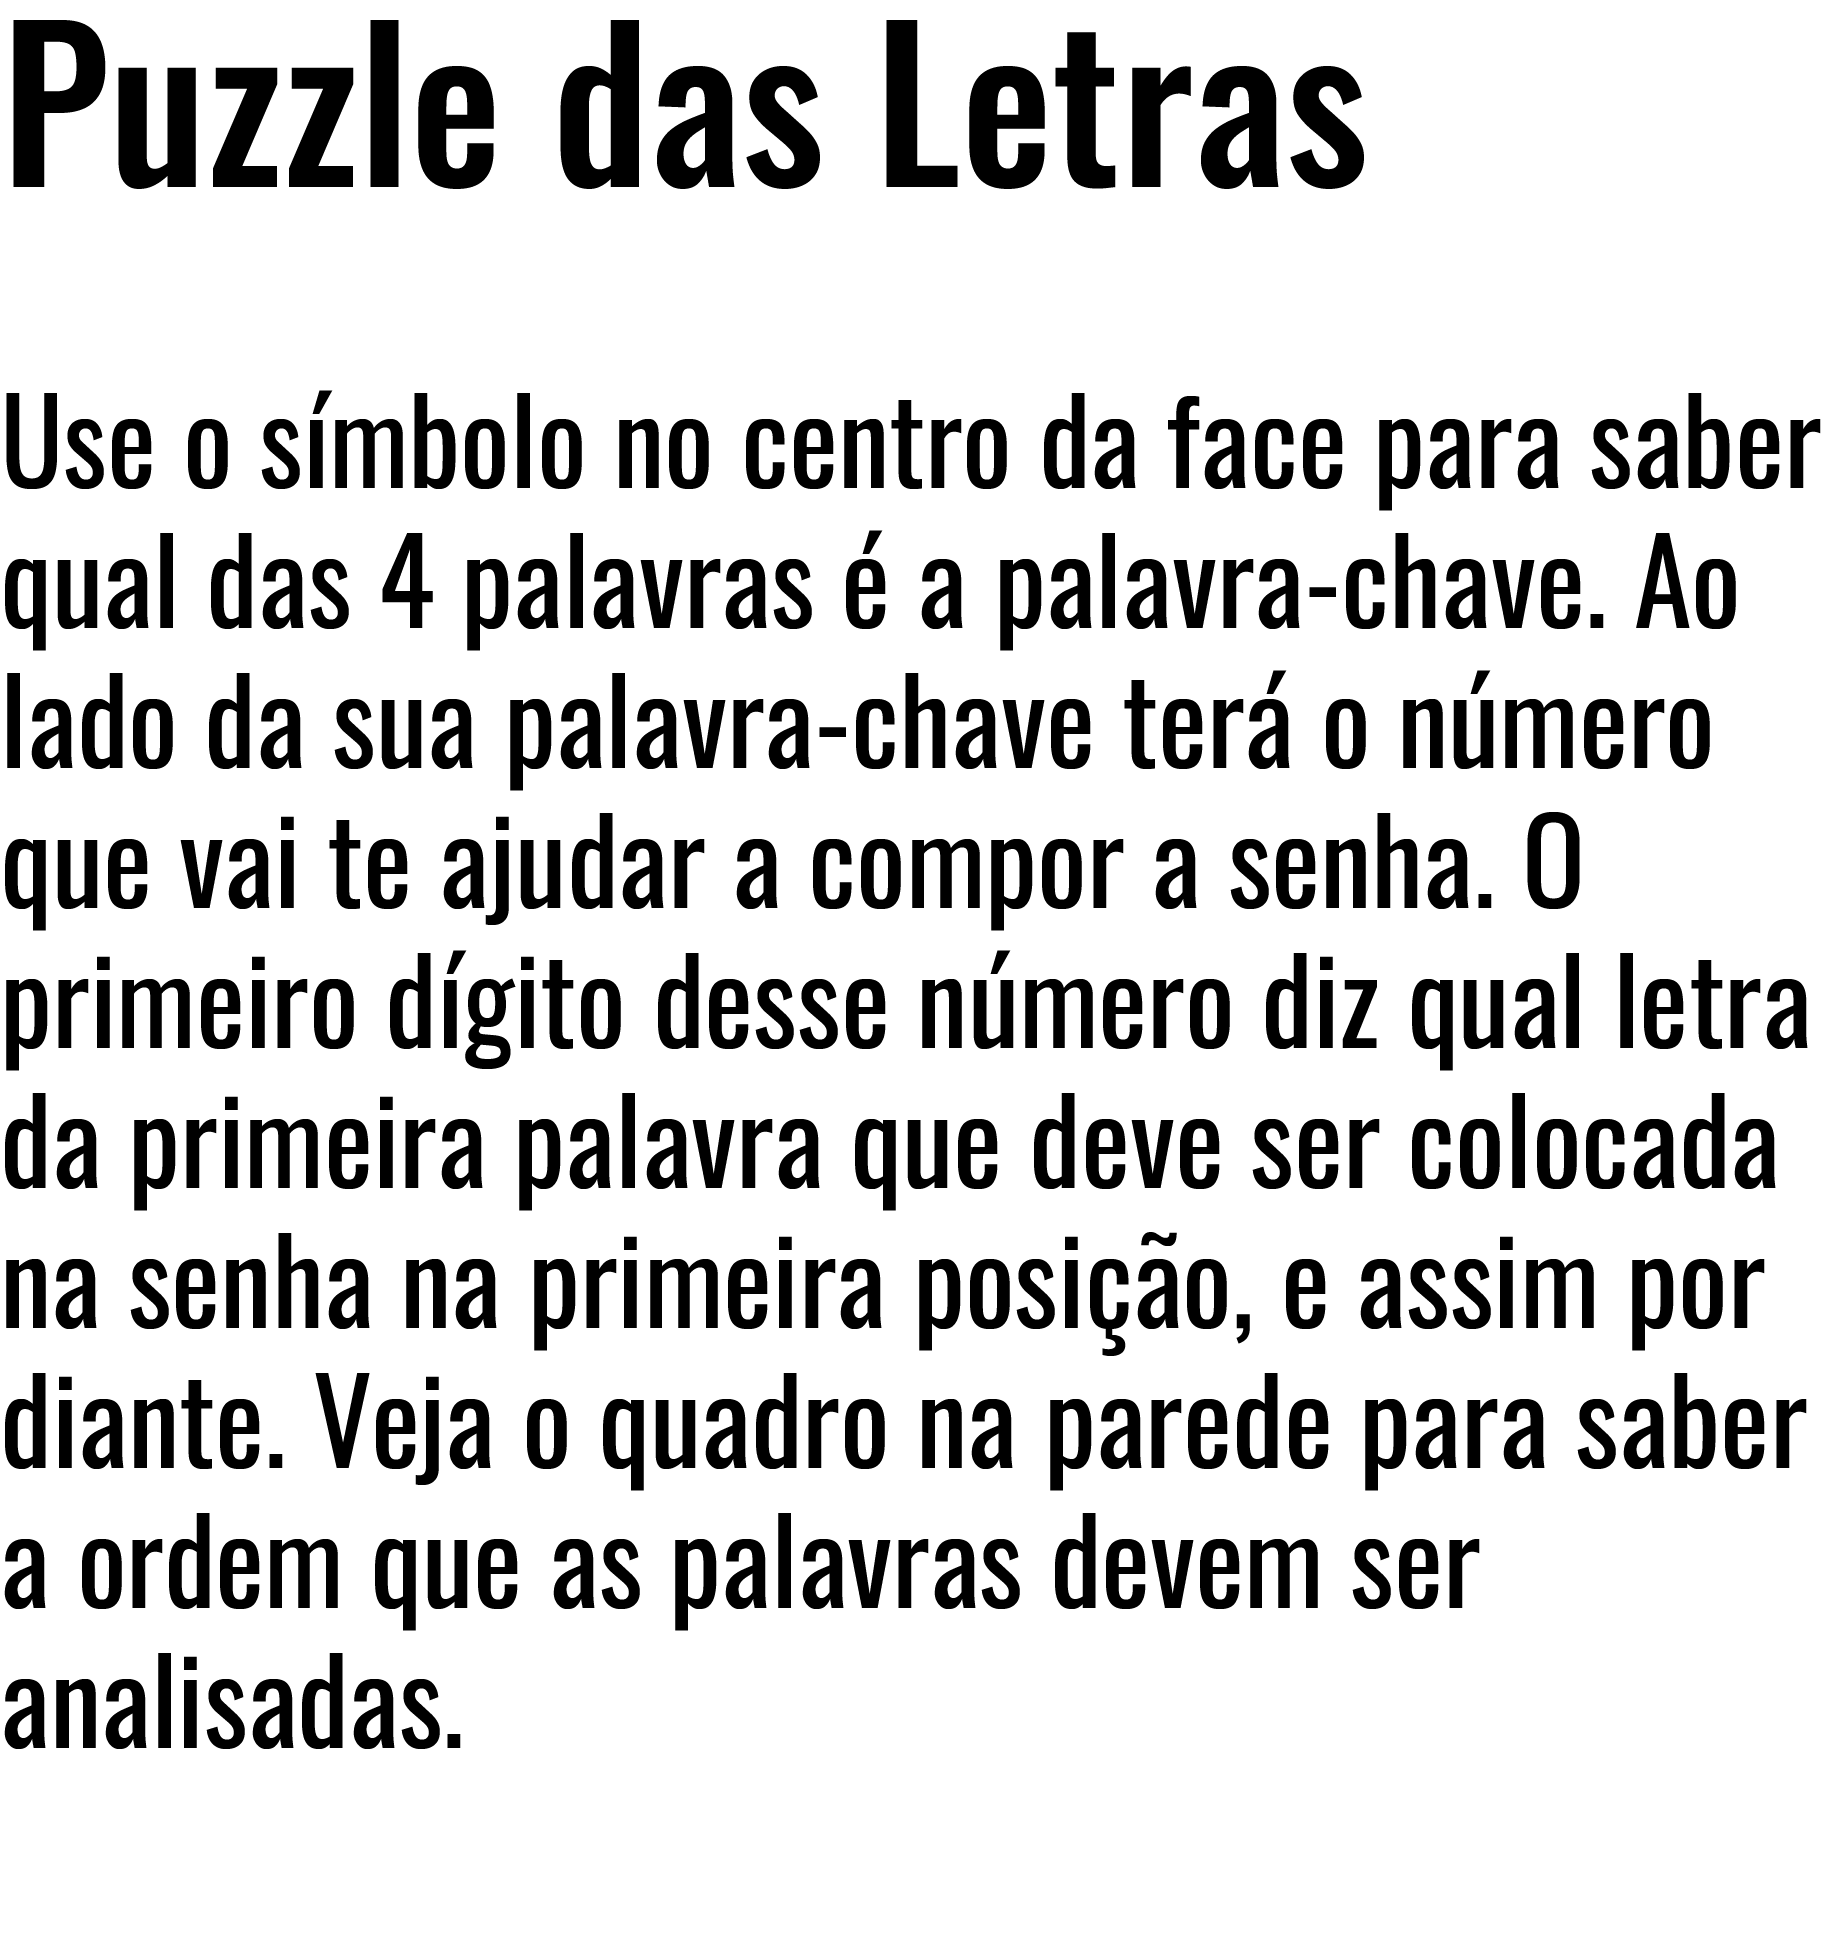 Puzzle das Letras
Use o símbolo no centro da face para saber
qual das 4 palavras é a palavra-chave. Ao
lado da sua palavra-chave terá o número
que vai te ajudar a compor a senha. O
primeiro dígito desse número diz qual letra
da primeira palavra que deve ser colocada
na senha na primeira posição, e assim por
diante. Veja o quadro na parede para saber
a ordem que as palavras devem ser
analisadas.